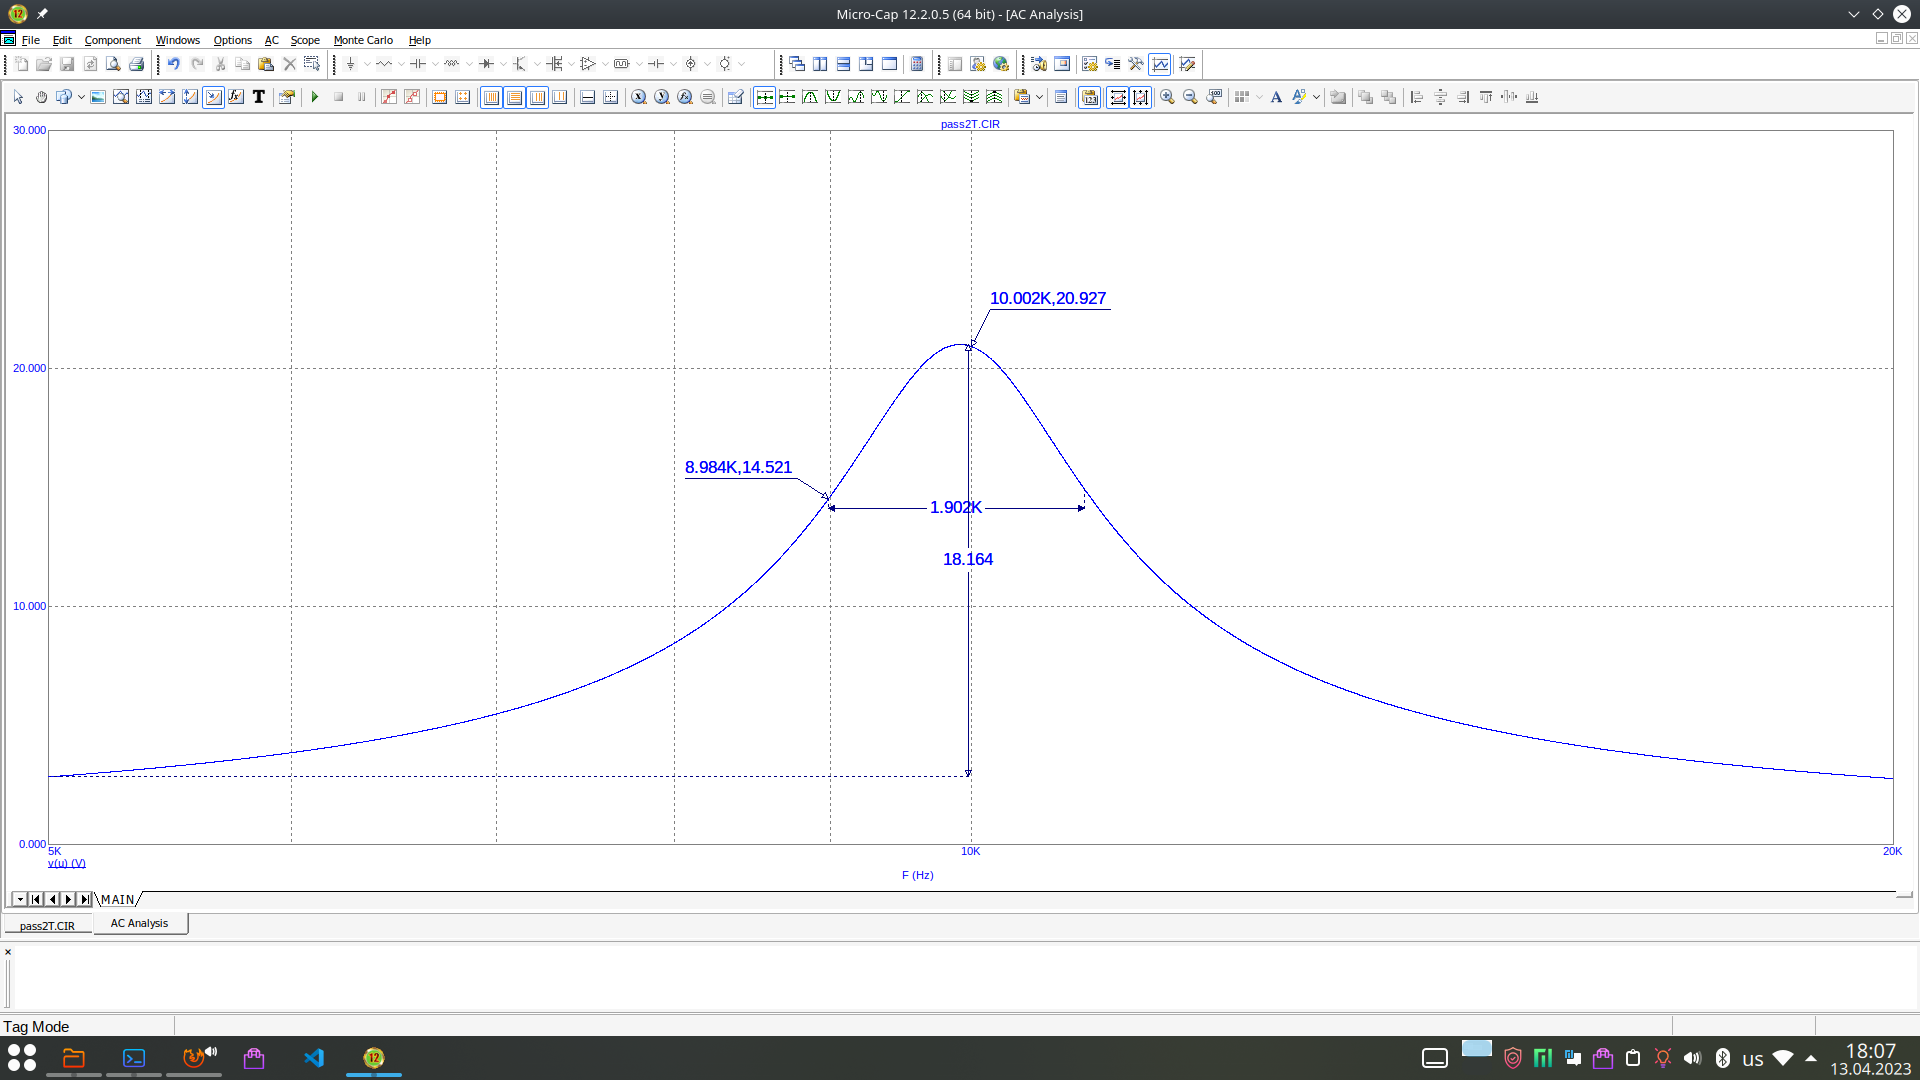 Micro-Cap 12.2.0.5 (64 bit) - [AC Analysis]
File Edit Component Windows Options AC Scope Monte Carlo Help
pass2T.CIR
30.000
20.000
10.000
0.000
10.002K,20.927
8.984K,14.521
1.902K
18.164
5K
10K
20K
v(u) (V)
F (Hz)
MAIN
pass2T.CIR
AC Analysis
Tag Mode
us
18:07
13.04.2023